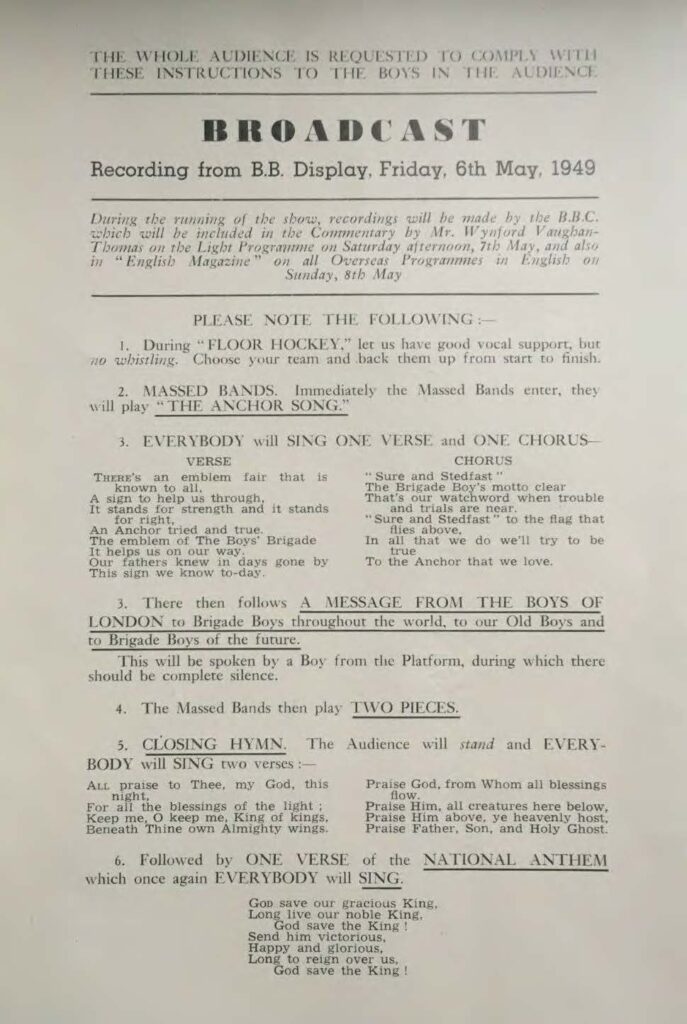 THE WHOLE AUDIENCE IS REQUESTED TO COMPLY WITH
THESE INSTRUCTIONS TO THE BOYS IN THE AUDIENCE
BROADCAST
Recording from B.B. Display, Friday, 6th May, 1949
During the running of the show, recordings will be made by the B.B.C.
which will be included in the Commentary by Mr. Wynford Vaughan-
Thomas on the Light Programme on Saturday afternoon, 7th May, and also
in "English Magazine" on all Overseas Programmes in English on
Sunday, 8th May
PLEASE NOTE THE FOLLOWING :—
1. During "FLOOR HOCKEY," let us have good vocal support, but
no whistling. Choose your team and back them up from start to finish.
2. MASSED BANDS. Immediately the Massed Bands enter, they
will play "THE ANCHOR SONG."
3. EVERYBODY will SING ONE VERSE and ONE CHORUS—
VERSE
THERE'S an emblem fair that is
known to all,
A sign to help us through,
It stands for strength and it stands
for right,
An Anchor tried and true.
The emblem of The Boys' Brigade
It helps us on our way.
Our fathers knew in days gone by
This sign we know to-day.
CHORUS
"Sure and Stedfast"
The Brigade Boy's motto clear
That's our watchword when trouble
and trials are near.
"Sure and Stedfast" to the flag that
flies above,
In all that we do we'll try to be
true
To the Anchor that we love.
3. There then follows A MESSAGE FROM THE BOYS OF
LONDON to Brigade Boys throughout the world, to our Old Boys and
to Brigade Boys of the future.
This will be spoken by a Boy from the Platform, during which there
should be complete silence.
4. The Massed Bands then play TWO PIECES.
5. CLOSING HYMN. The Audience will stand and EVERY-
BODY will SING two verses :—
ALL praise to Thee, my God, this
night,
For all the blessings of the light ;
Keep me, O keep me, King of kings,
Beneath Thine own Almighty wings.
Praise God, from Whom all blessings
flow.
Praise Him, all creatures here below,
Praise Him above, ye heavenly host,
Praise Father, Son, and Holy Ghost.
6. Followed by ONE VERSE of the NATIONAL ANTHEM
which once again EVERYBODY will SING.
GOD save our gracious King,
Long live our noble King,
God save the King !
Send him victorious,
Happy and glorious,
Long to reign over us,
God save the King !